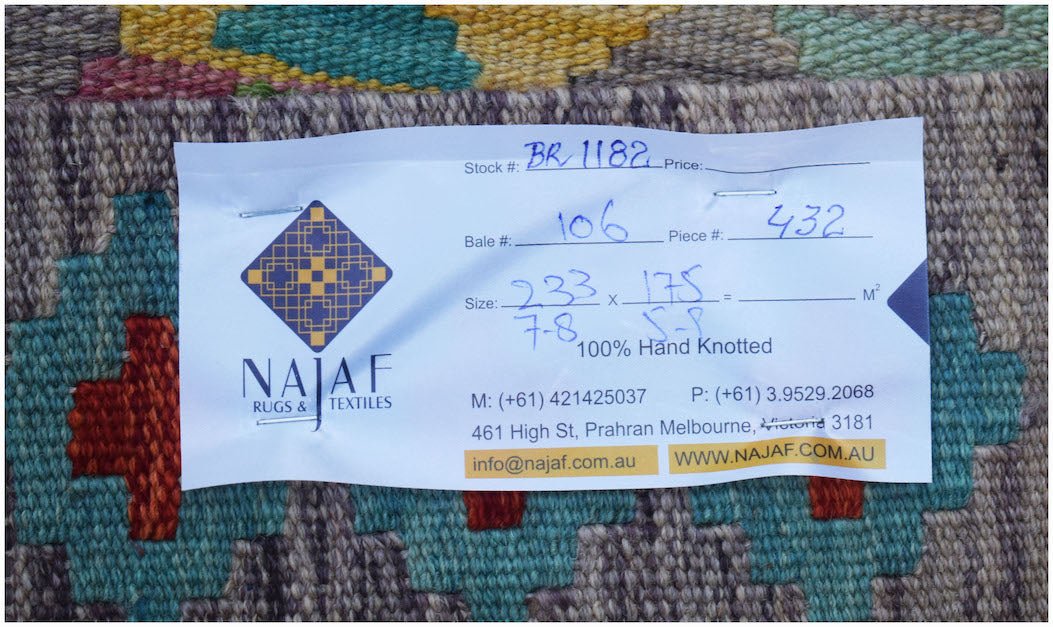 Stock #: BR 1182 Price:
Bale #: 106 Piece #: 432
Size: 233 x 175 = M²
7-8 5-8
100% Hand Knotted
NAJAF
RUGS & TEXTILES
M: (+61) 421425037 P: (+61) 3.9529.2068
461 High St, Prahran Melbourne, Victoria 3181
info@najaf.com.au WWW.NAJAF.COM.AU